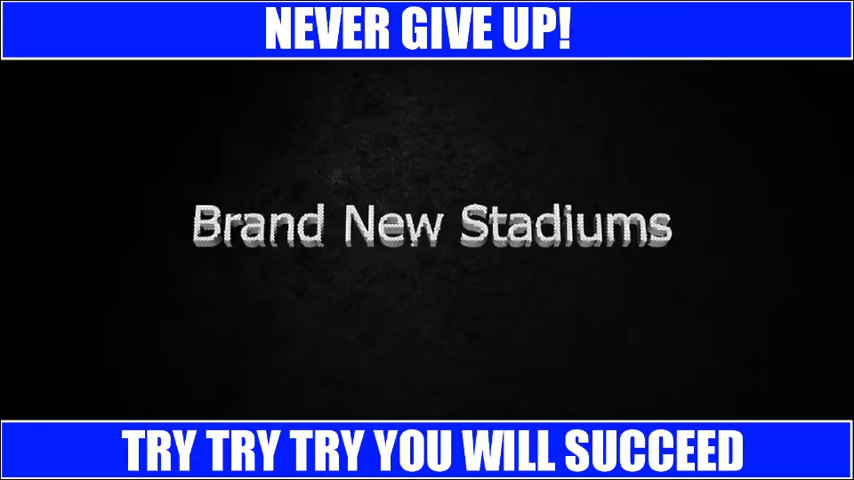 NEVER GIVE UP!
Brand New Stadiums
TRY TRY TRY YOU WILL SUCCEED